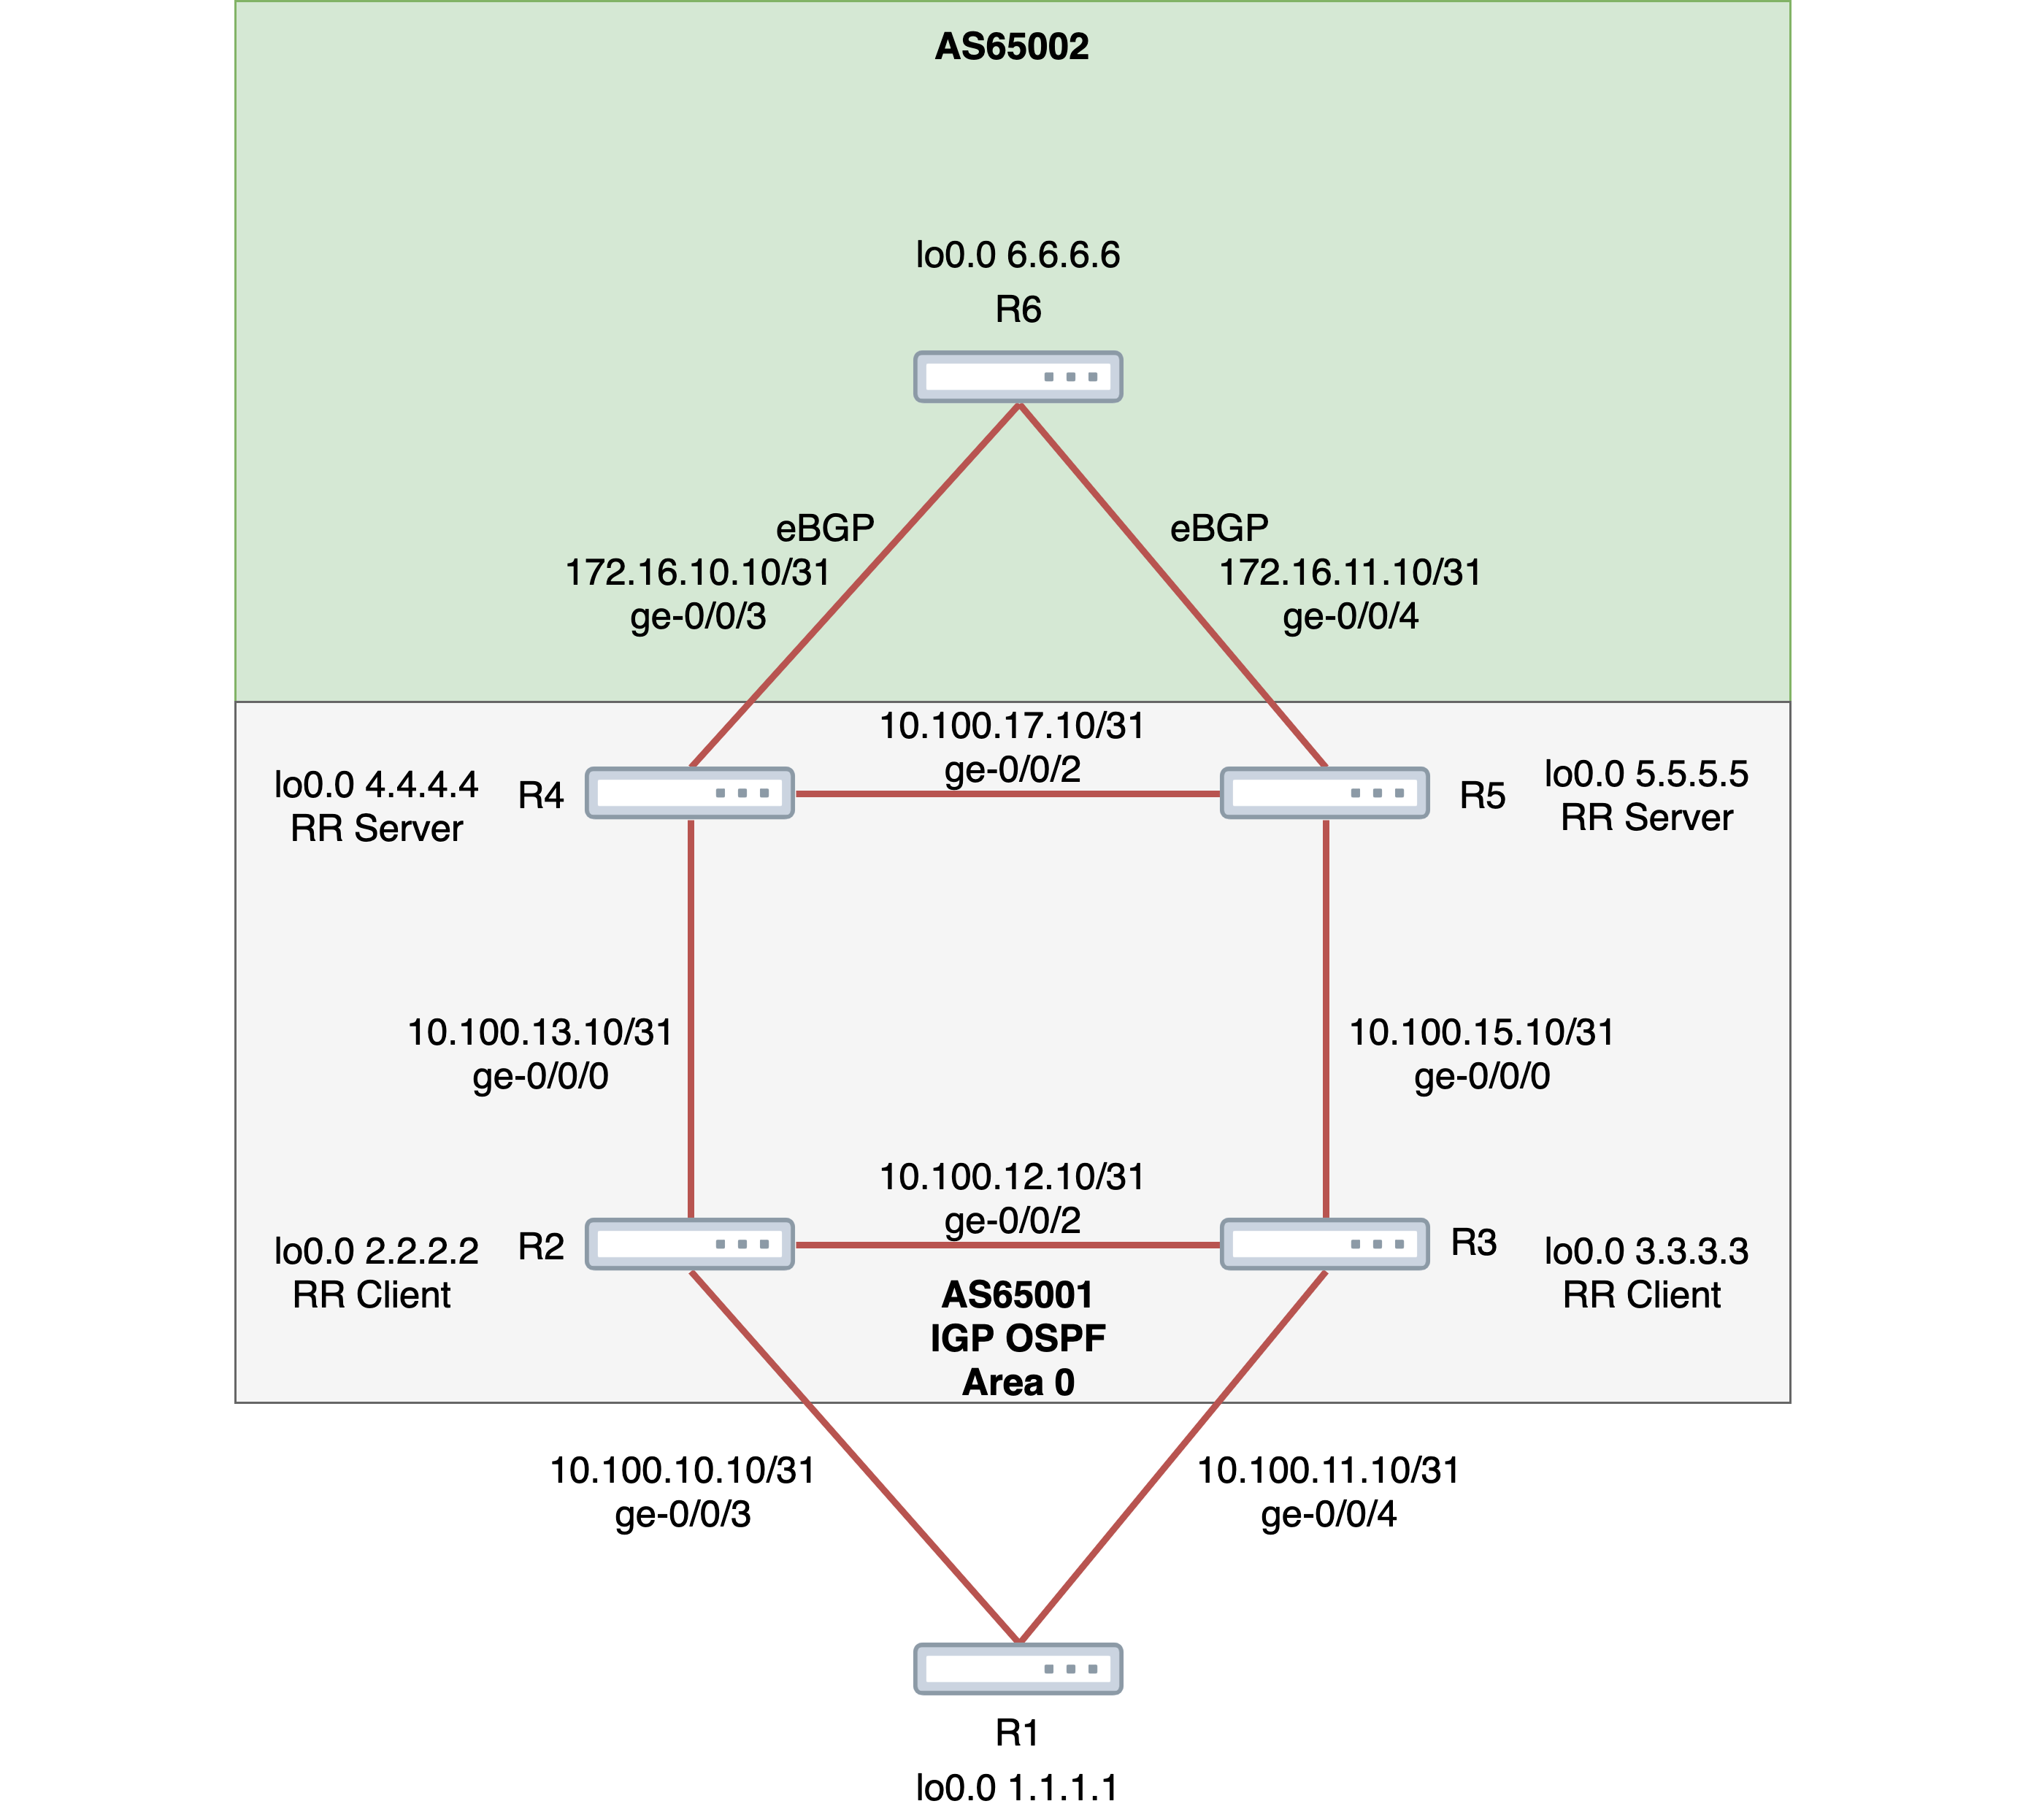 AS65002
lo0.0 6.6.6.6
R6
eBGP
172.16.10.10/31
ge-0/0/3
eBGP
172.16.11.10/31
ge-0/0/4
10.100.17.10/31
ge-0/0/2
lo0.0 4.4.4.4
RR Server
R4
R5
lo0.0 5.5.5.5
RR Server
10.100.13.10/31
ge-0/0/0
10.100.15.10/31
ge-0/0/0
10.100.12.10/31
ge-0/0/2
lo0.0 2.2.2.2
RR Client
R2
R3
lo0.0 3.3.3.3
RR Client
AS65001
IGP OSPF
Area 0
10.100.10.10/31
ge-0/0/3
10.100.11.10/31
ge-0/0/4
R1
lo0.0 1.1.1.1